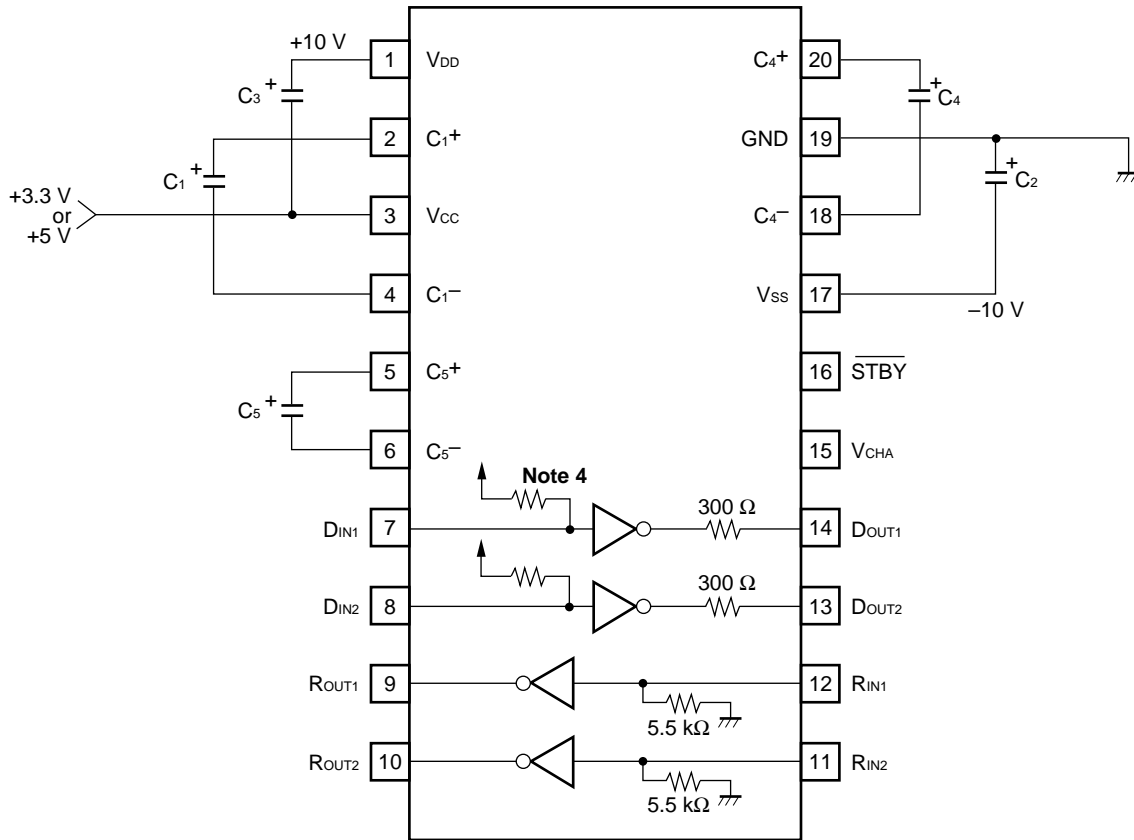 +10 V
1 VDD
C3 +
2 C1+
C1 +
+3.3 V
or
+5 V
3 VCC
4 C1–
5 C5+
C5 +
6 C5–
C4+ 20
+ C4
GND 19
+ C2
C4– 18
VSS 17
–10 V
16 STBY
15 VCHA
Note 4
DIN1 7
300 Ω
14 DOUT1
DIN2 8
300 Ω
13 DOUT2
ROUT1 9
12 RIN1
5.5 kΩ
ROUT2 10
11 RIN2
5.5 kΩ